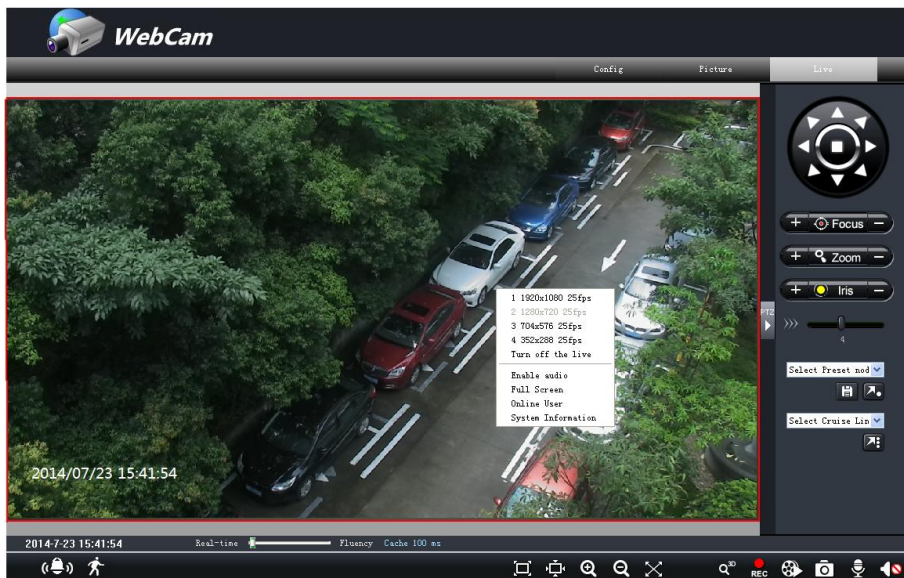 WebCam
Config Picture Live
1 1920x1080 25fps
2 1280x720 25fps
3 704x576 25fps
4 352x288 25fps
Turn off the live
Enable audio
Full Screen
Online User
System Information
2014/07/23 15:41:54
PTZ
+ Focus −
+ Zoom −
+ Iris −
4
Select Preset nod
Select Cruise Lin
2014-7-23 15:41:54 Real-time Fluency Cache 100 ms
3D
REC